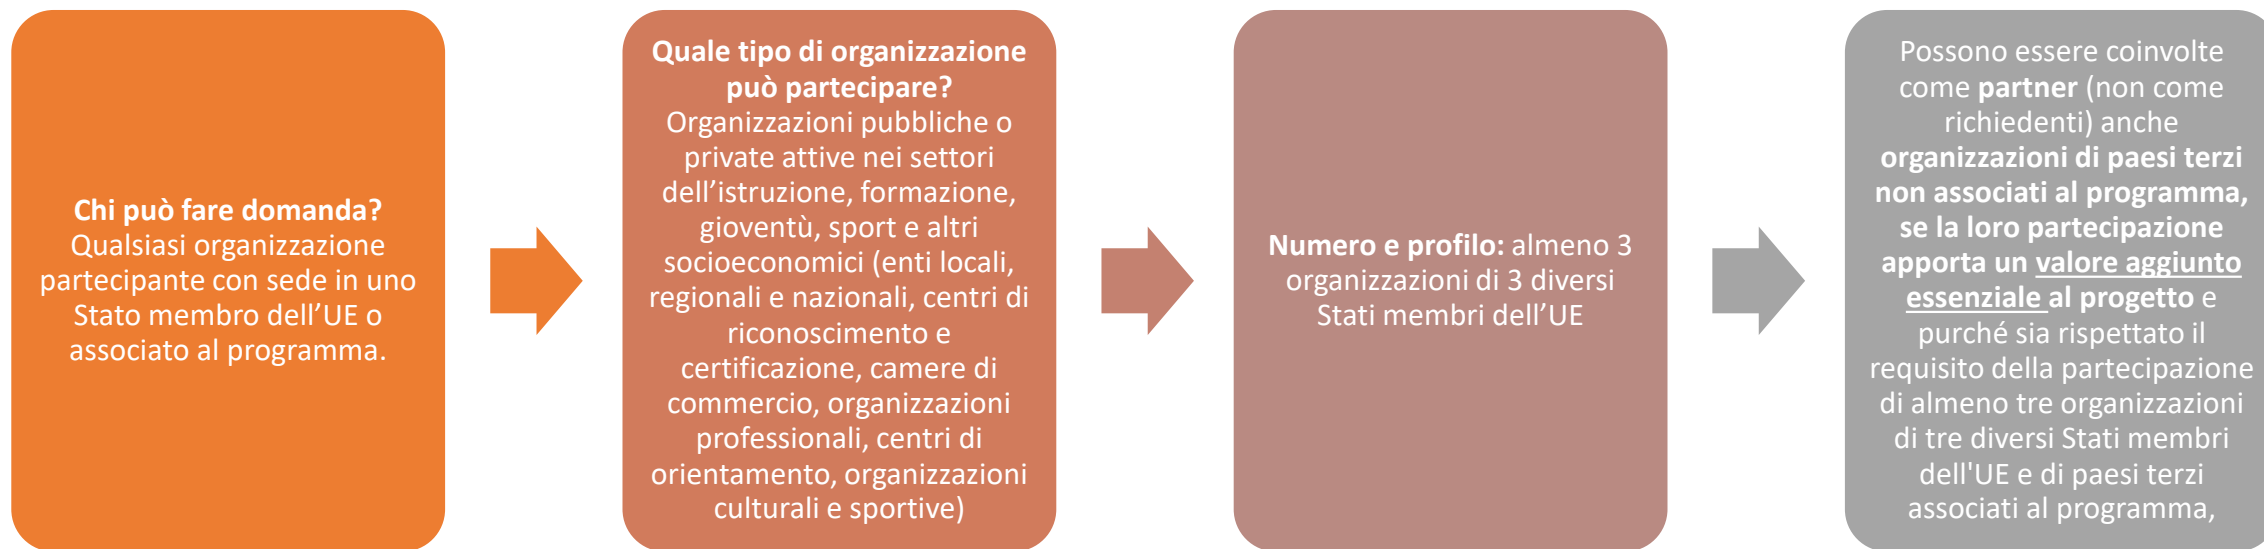 Chi può fare domanda?
Qualsiasi organizzazione
partecipante con sede in uno
Stato membro dell’UE o
associato al programma.
Quale tipo di organizzazione
può partecipare?
Organizzazioni pubbliche o
private attive nei settori
dell’istruzione, formazione,
gioventù, sport e altri
socioeconomici (enti locali,
regionali e nazionali, centri di
riconoscimento e
certificazione, camere di
commercio, organizzazioni
professionali, centri di
orientamento, organizzazioni
culturali e sportive)
Numero e profilo: almeno 3
organizzazioni di 3 diversi
Stati membri dell’UE
Possono essere coinvolte
come partner (non come
richiedenti) anche
organizzazioni di paesi terzi
non associati al programma,
se la loro partecipazione
apporta un valore aggiunto
essenziale al progetto e
purché sia rispettato il
requisito della partecipazione
di almeno tre organizzazioni
di tre diversi Stati membri
dell'UE e di paesi terzi
associati al programma,